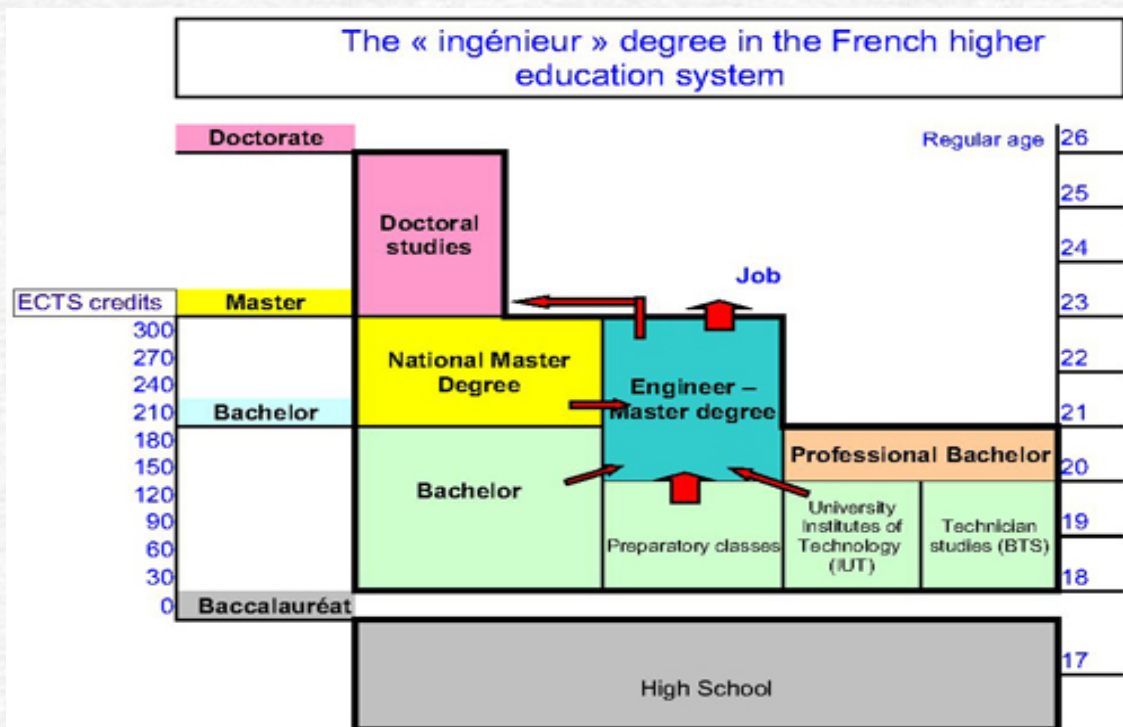 The « ingénieur » degree in the French higher
education system
Doctorate
Regular age
26
25
Doctoral
studies
24
Job
ECTS credits
Master
23
300
270
240
210
180
150
120
90
60
30
0
National Master
Degree
22
Engineer –
Master degree
Bachelor
21
Professional Bachelor
20
Bachelor
Preparatory classes
University
Institutes of
Technology
(IUT)
Technician
studies (BTS)
19
18
Baccalauréat
17
High School